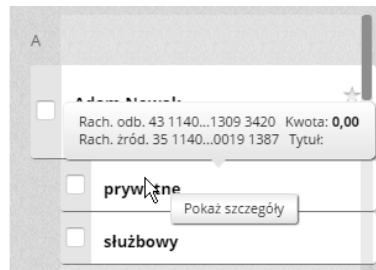 A
Adam Nowak
Rach. odb. 43 1140...1309 3420 Kwota: 0,00
Rach. źród. 35 1140...0019 1387 Tytuł:
prywatne
Pokaż szczegóły
służbowy